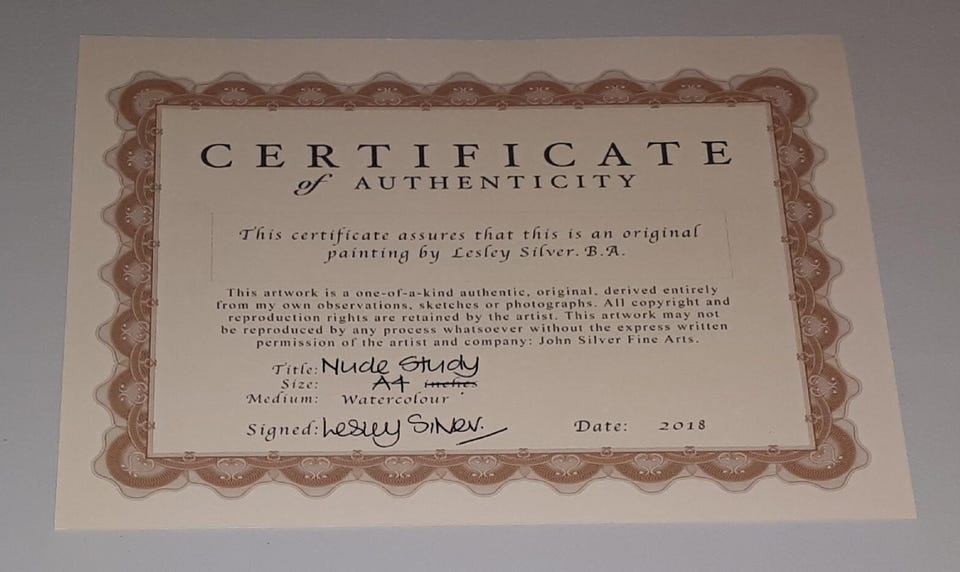 CERTIFICATE
of AUTHENTICITY
This certificate assures that this is an original
painting by Lesley Silver. B.A.
This artwork is a one-of-a-kind authentic, original, derived entirely
from my own observations, sketches or photographs. All copyright and
reproduction rights are retained by the artist. This artwork may not
be reproduced by any process whatsoever without the express written
permission of the artist and company: John Silver Fine Arts.
Title: Nude Study
Size: A4 inches
Medium: Watercolour
Signed: Lesley Silver. Date: 2018